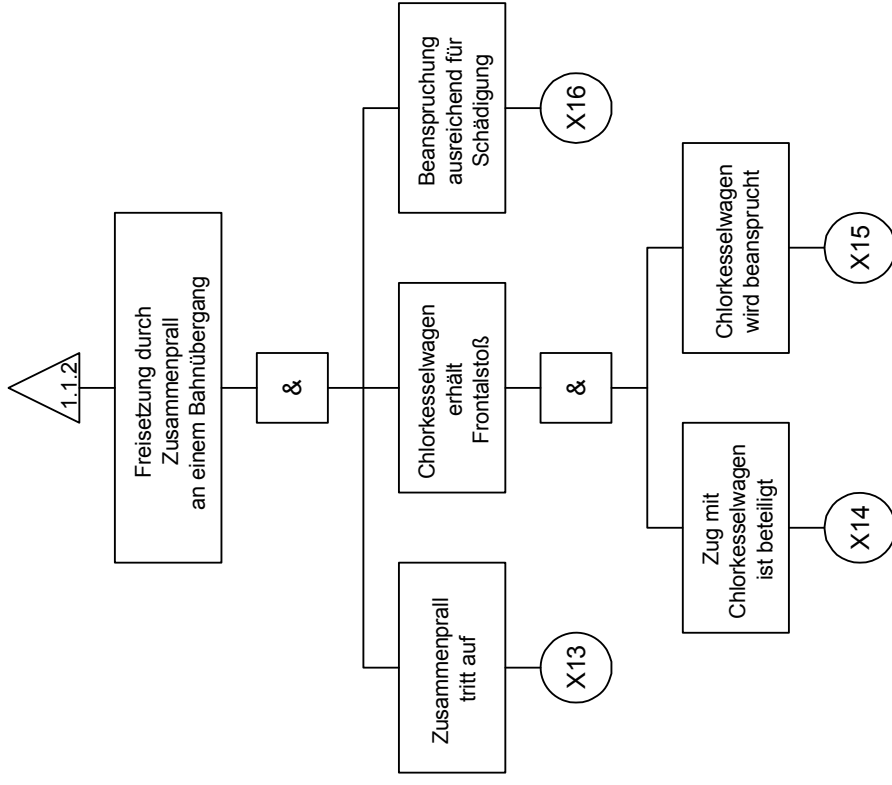 1.1.2
Freisetzung durch
Zusammenprall
an einem Bahnübergang
&
Zusammenprall
tritt auf
X13
Chlorkesselwagen
erhält
Frontalstoß
&
Zug mit
Chlorkesselwagen
ist beteiligt
X14
Chlorkesselwagen
wird beansprucht
X15
Beanspruchung
ausreichend für
Schädigung
X16